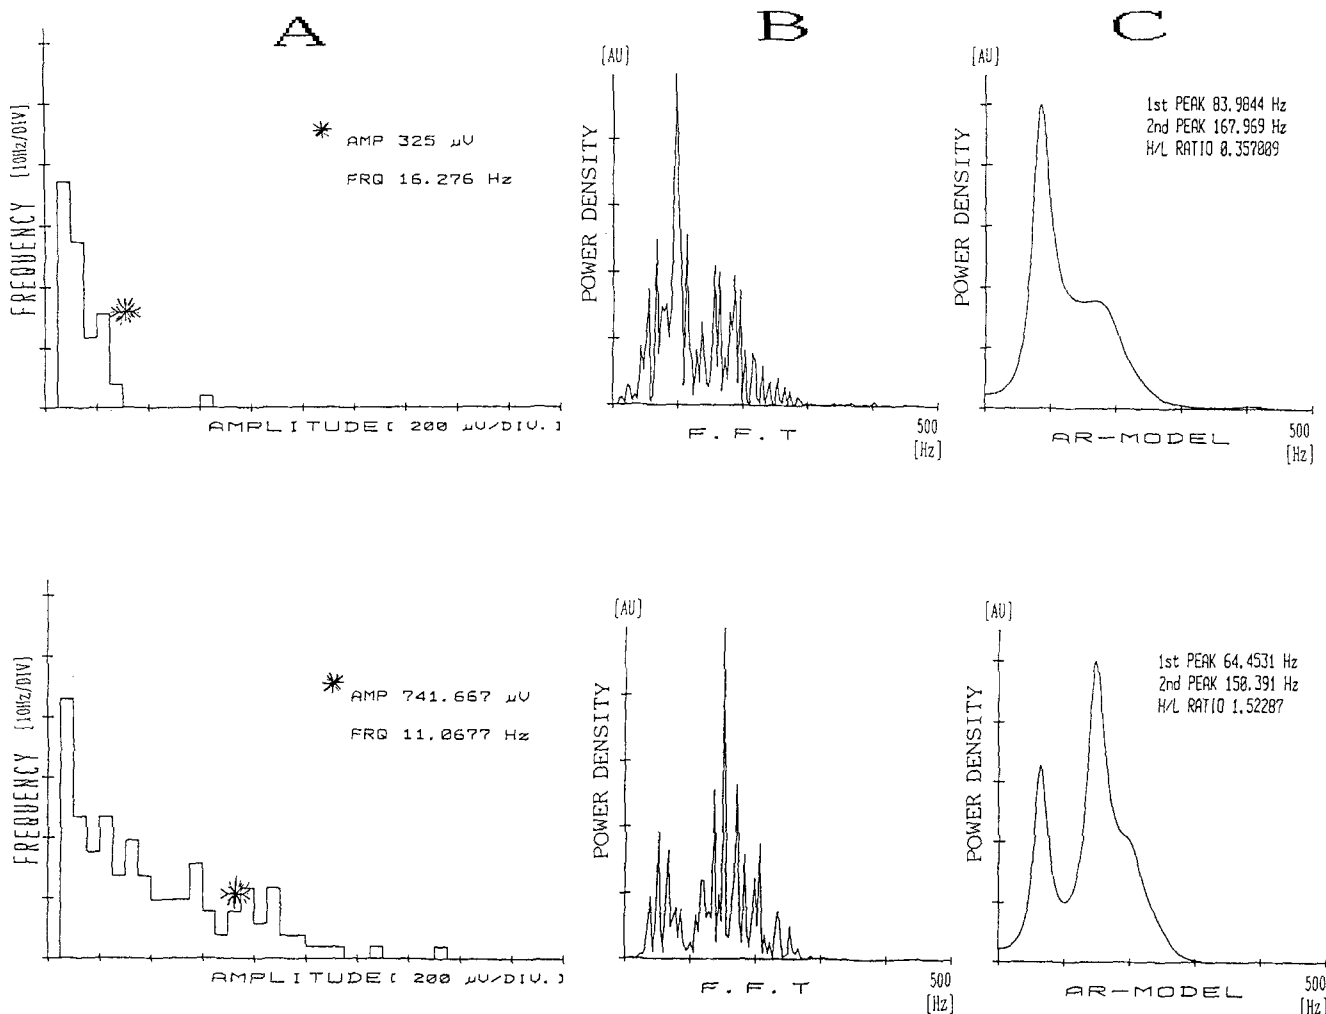 A
B
C
FREQUENCY [10Hz/DIV]
AMP 325 µV
FRQ 16.276 Hz
AMPLITUDE[ 200 µV/DIV.]
[AU]
POWER DENSITY
F. F. T
500
[Hz]
[AU]
POWER DENSITY
1st PEAK 83.9844 Hz
2nd PEAK 167.969 Hz
H/L RATIO 0.357009
AR-MODEL
500
[Hz]
FREQUENCY [10Hz/DIV]
AMP 741.667 µV
FRQ 11.0677 Hz
AMPLITUDE[ 200 µV/DIV.]
[AU]
POWER DENSITY
F. F. T
500
[Hz]
[AU]
POWER DENSITY
1st PEAK 64.4531 Hz
2nd PEAK 150.391 Hz
H/L RATIO 1.52287
AR-MODEL
500
[Hz]